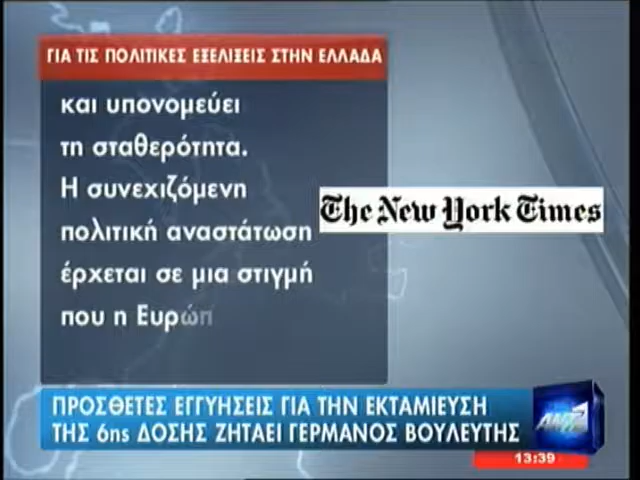 ΓΙΑ ΤΙΣ ΠΟΛΙΤΙΚΕΣ ΕΞΕΛΙΞΕΙΣ ΣΤΗΝ ΕΛΛΑΔΑ
και υπονομεύει
τη σταθερότητα.
Η συνεχιζόμενη
πολιτική αναστάτωση
έρχεται σε μια στιγμή
που η Ευρώπ
The New York Times
ΠΡΟΣΘΕΤΕΣ ΕΓΓΥΗΣΕΙΣ ΓΙΑ ΤΗΝ ΕΚΤΑΜΙΕΥΣΗ
ΤΗΣ 6ης ΔΟΣΗΣ ΖΗΤΑΕΙ ΓΕΡΜΑΝΟΣ ΒΟΥΛΕΥΤΗΣ
ΑΝΤ1
13:39